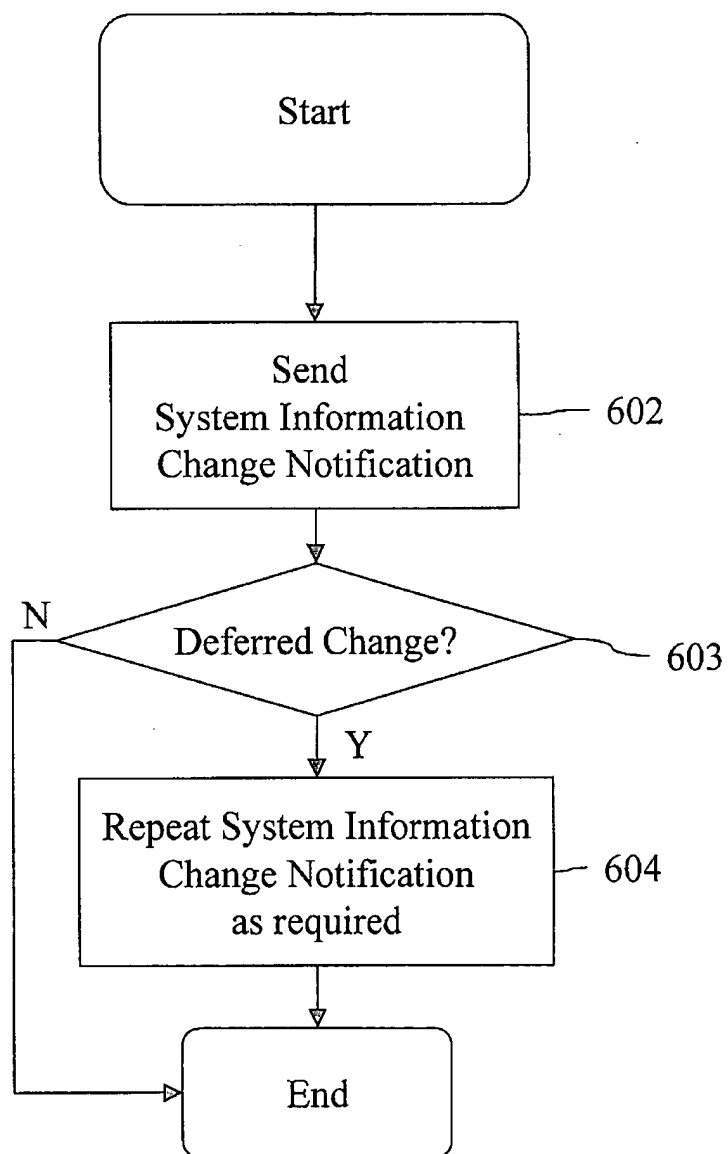 Start
Send
System Information
Change Notification
602
N
Deferred Change?
603
Y
Repeat System Information
Change Notification
as required
604
End